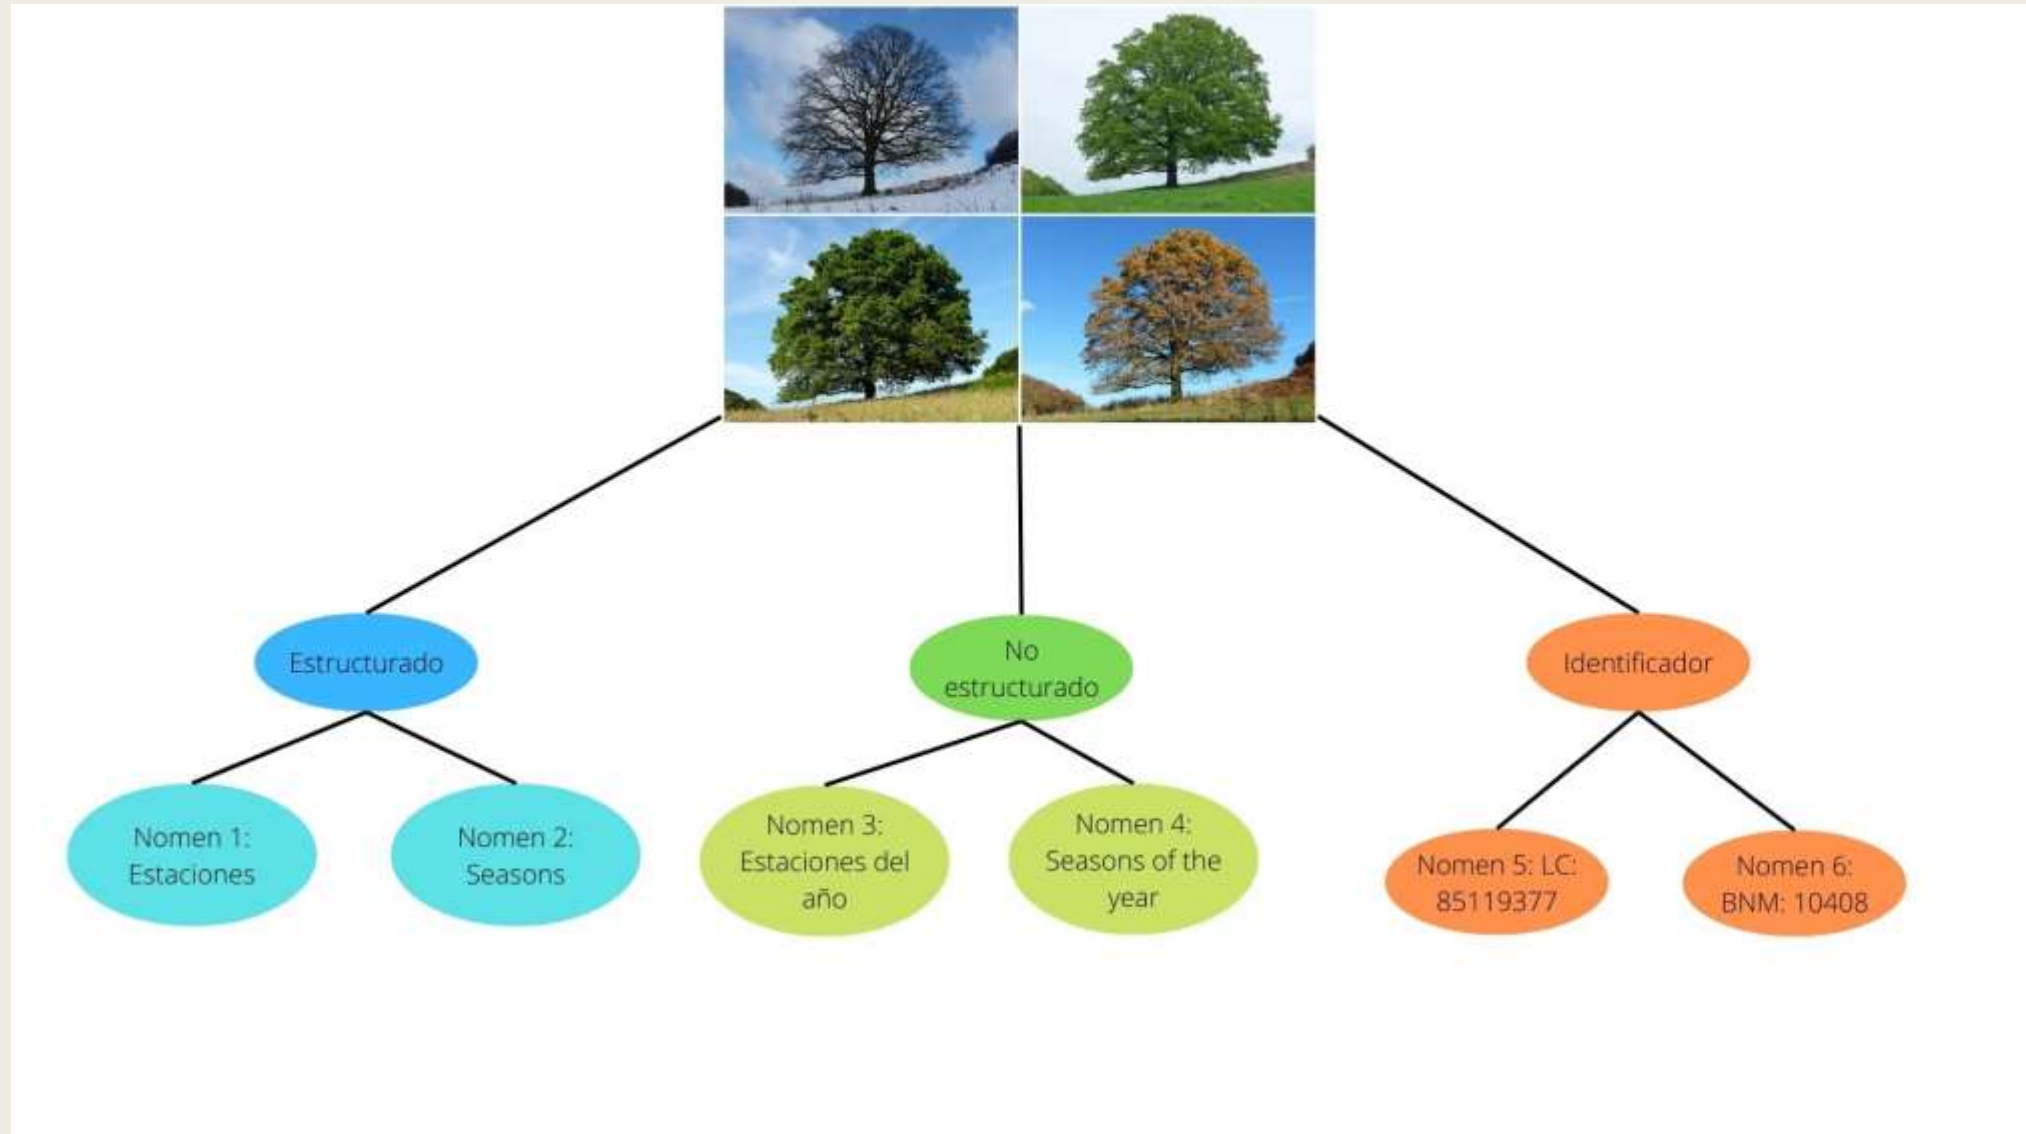 Estructurado
No
estructurado
Identificador
Nomen 1:
Estaciones
Nomen 2:
Seasons
Nomen 3:
Estaciones del
año
Nomen 4:
Seasons of the
year
Nomen 5: LC:
85119377
Nomen 6:
BNM: 10408